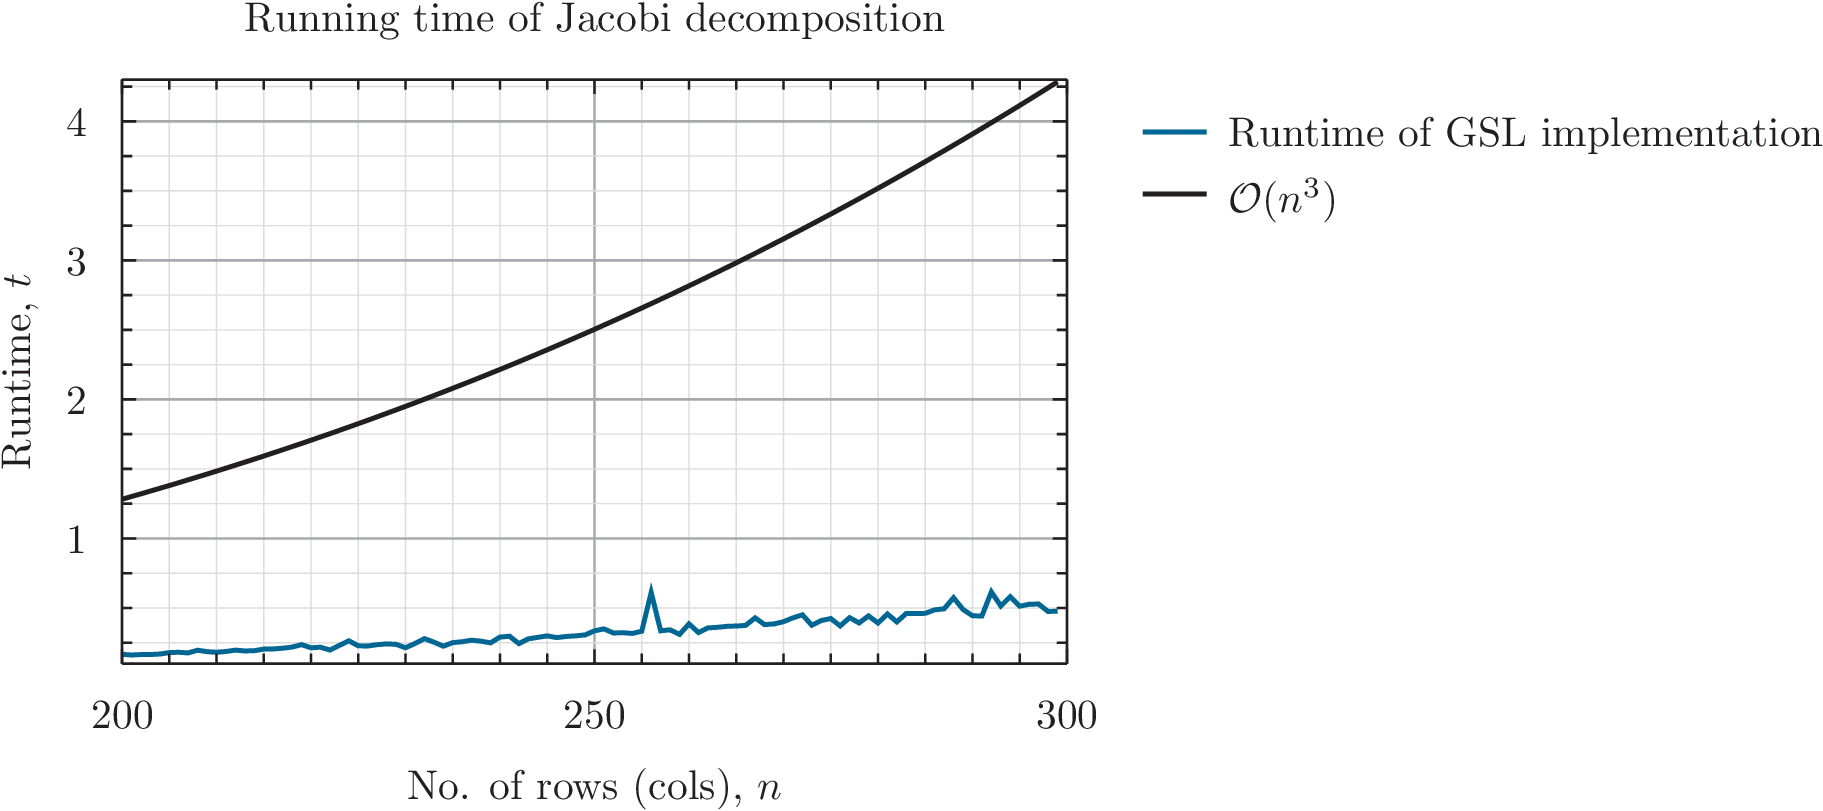 Running time of Jacobi decomposition
Runtime of GSL implementation
𝒪(n³)
Runtime, t
4
3
2
1
200 250 300
No. of rows (cols), n